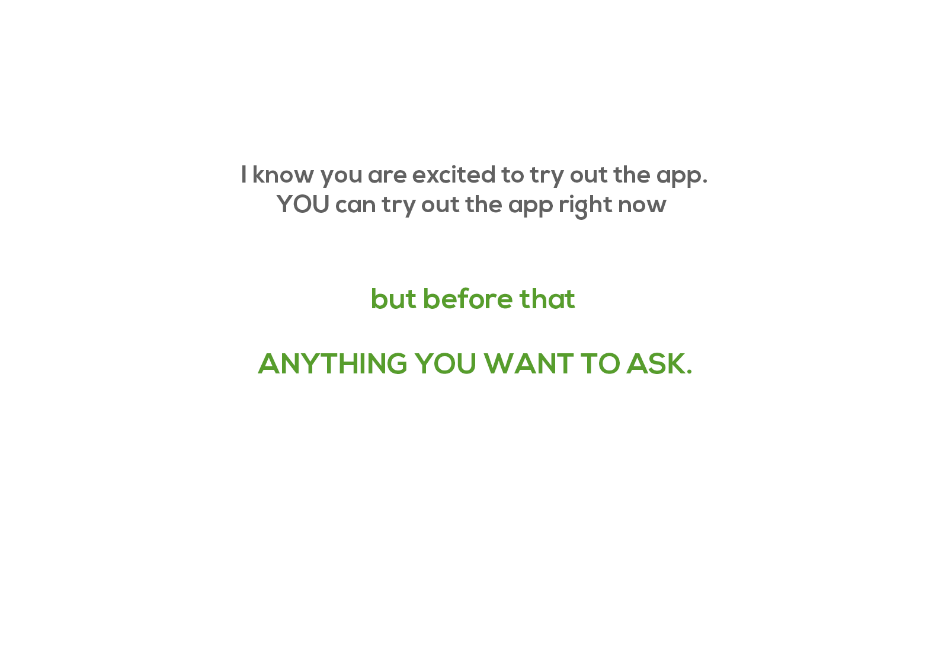 I know you are excited to try out the app.
YOU can try out the app right now
but before that
ANYTHING YOU WANT TO ASK.